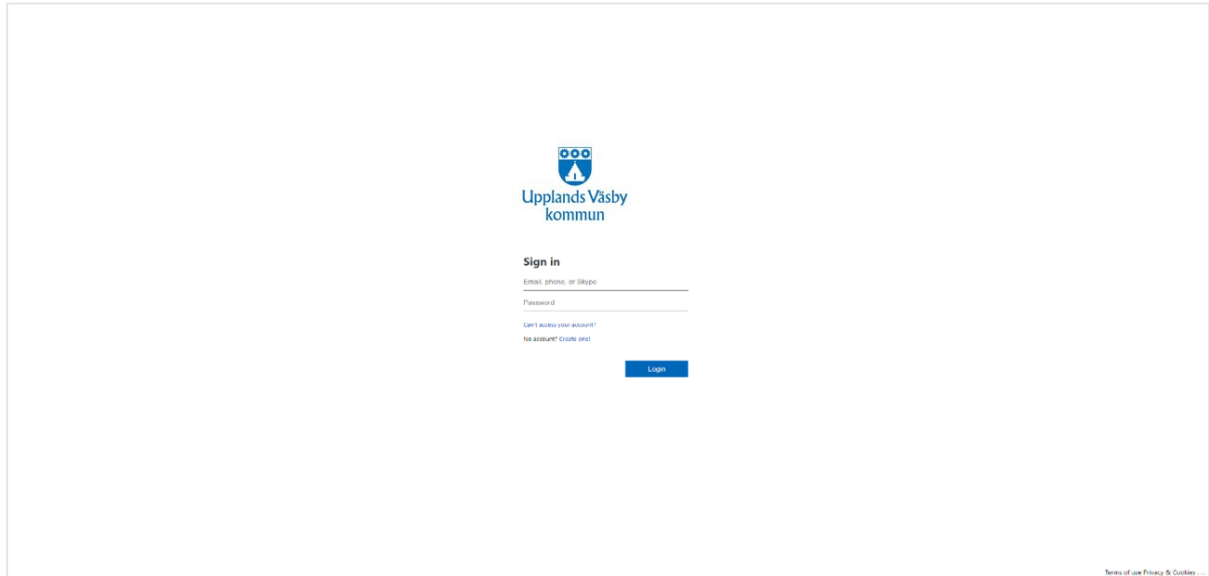 Upplands Väsby
kommun
Sign in
Email, phone, or Skype
Password
Can't access your account?
No account? Create one!
Login
Terms of use Privacy & Cookies ...